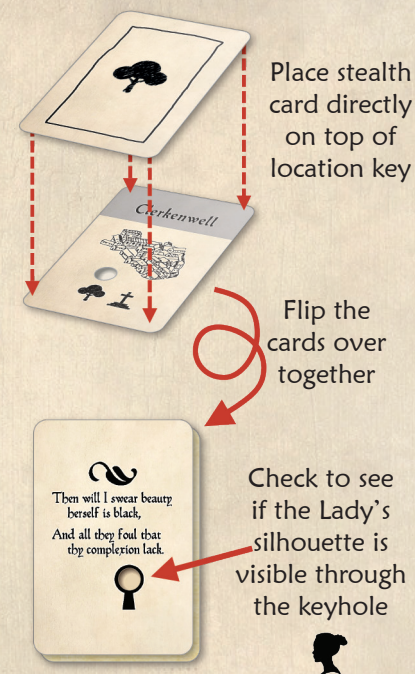 Place stealth
card directly
on top of
location key
Clerkenwell
Flip the
cards over
together
Then will I swear beauty
herself is black,
And all they foul that
thy complexion lack.
Check to see
if the Lady's
silhouette is
visible through
the keyhole